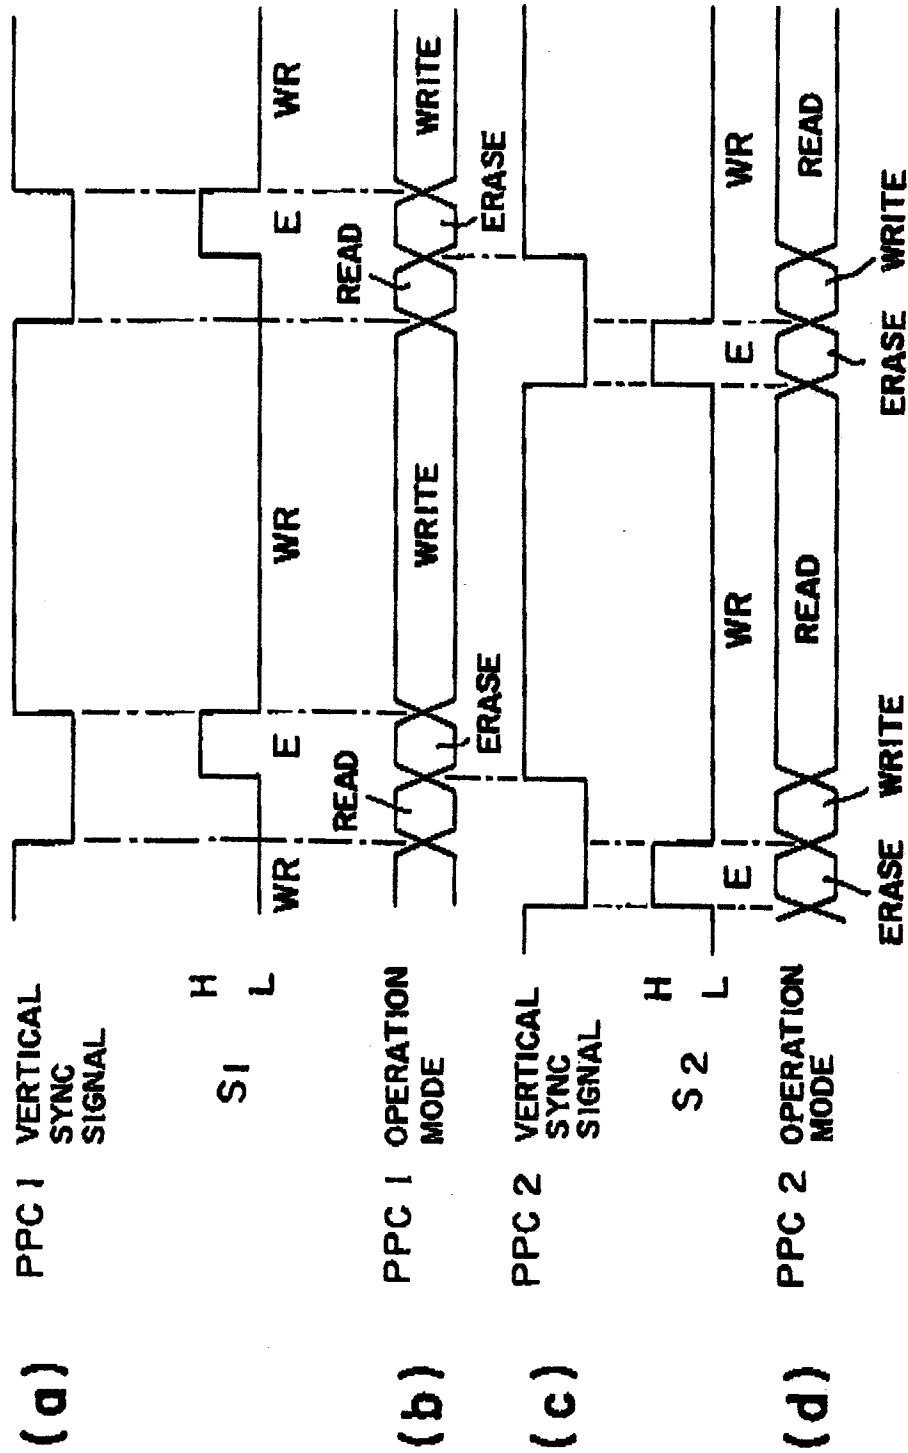 (a) PPC 1 VERTICAL
SYNC
SIGNAL
S1
H
L
WR E WR E WR
(b) PPC 1 OPERATION
MODE
READ ERASE WRITE READ ERASE WRITE
(c) PPC 2 VERTICAL
SYNC
SIGNAL
S2
H
L
E WR E WR
(d) PPC 2 OPERATION
MODE
READ READ
ERASE WRITE ERASE WRITE